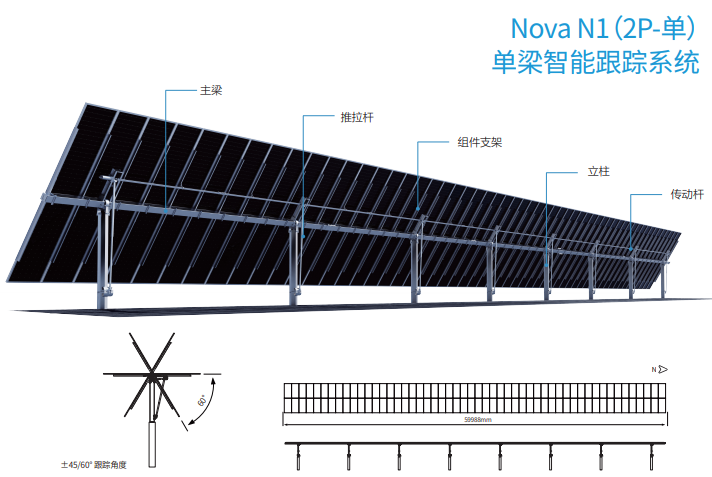 Nova N1（2P-单）
单梁智能跟踪系统
主梁
推拉杆
组件支架
立柱
传动杆
60°
N
59988mm
±45/60° 跟踪角度